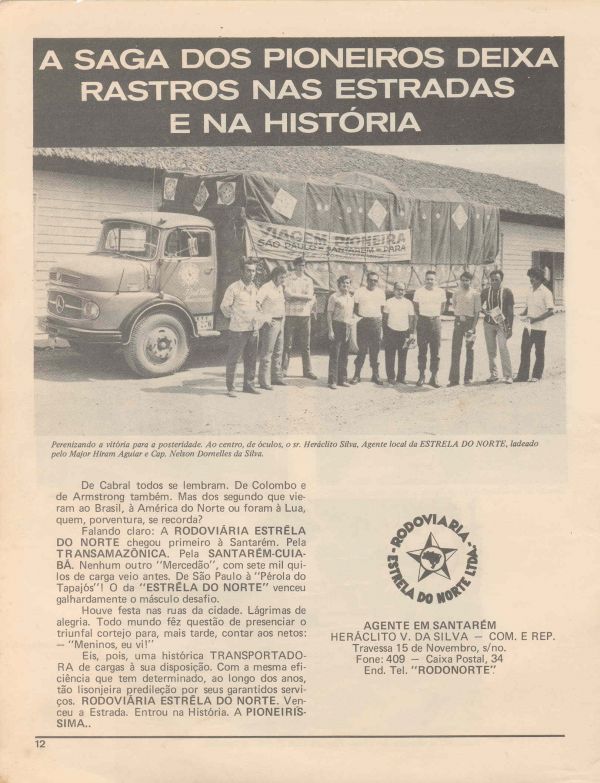 A SAGA DOS PIONEIROS DEIXA
RASTROS NAS ESTRADAS
E NA HISTÓRIA
VIAGEM PIONEIRA
SÃO PAULO - SANTARÉM - PARÁ
Perenizando a vitória para a posteridade. Ao centro, de óculos, o sr. Heráclito Silva, Agente local da ESTRELA DO NORTE, ladeado
pelo Major Hiram Aguiar e Cap. Nelson Dornelles da Silva.
De Cabral todos se lembram. De Colombo e
de Armstrong também. Mas dos segundo que vie-
ram ao Brasil, à América do Norte ou foram à Lua,
quem, porventura, se recorda?
Falando claro: A RODOVIÁRIA ESTRÊLA
DO NORTE chegou primeiro à Santarém. Pela
TRANSAMAZÔNICA. Pela SANTARÉM-CUIA-
BÁ. Nenhum outro "Mercedão", com sete mil qui-
los de carga veio antes. De São Paulo à "Pérola do
Tapajós"! O da "ESTRÊLA DO NORTE" venceu
galhardamente o másculo desafio.
Houve festa nas ruas da cidade. Lágrimas de
alegria. Todo mundo fêz questão de presenciar o
triunfal cortejo para, mais tarde, contar aos netos:
— "Meninos, eu vi!"
Eis, pois, uma histórica TRANSPORTADO-
RA de cargas à sua disposição. Com a mesma efi-
ciência que tem determinado, ao longo dos anos,
tão lisonjeira predileção por seus garantidos servi-
ços. RODOVIÁRIA ESTRÊLA DO NORTE. Ven-
ceu a Estrada. Entrou na História. A PIONEIRÍS-
SIMA..
RODOVIARIA
ESTRELA DO NORTE LTDA.
AGENTE EM SANTARÉM
HERÁCLITO V. DA SILVA — COM. E REP.
Travessa 15 de Novembro, s/no.
Fone: 409 — Caixa Postal, 34
End. Tel. "RODONORTE".
12